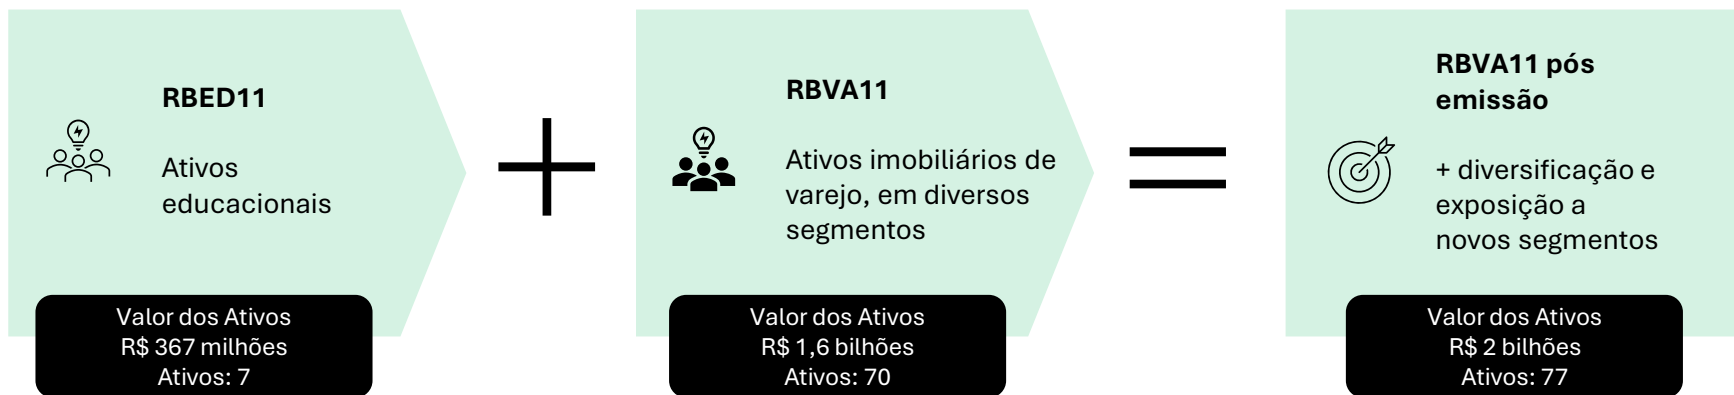 RBED11
Ativos
educacionais
Valor dos Ativos
R$ 367 milhões
Ativos: 7
RBVA11
Ativos imobiliários de
varejo, em diversos
segmentos
Valor dos Ativos
R$ 1,6 bilhões
Ativos: 70
RBVA11 pós
emissão
+ diversificação e
exposição a
novos segmentos
Valor dos Ativos
R$ 2 bilhões
Ativos: 77